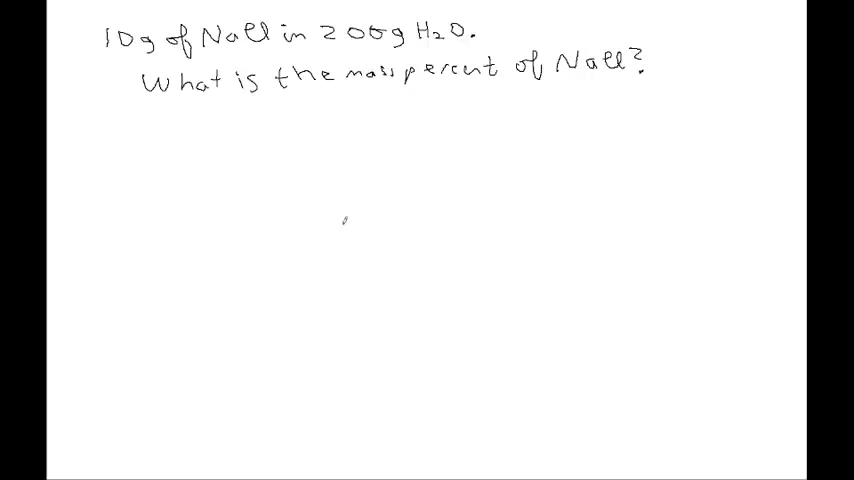 10g of NaCl in 200g H₂O.
What is the mass percent of NaCl?